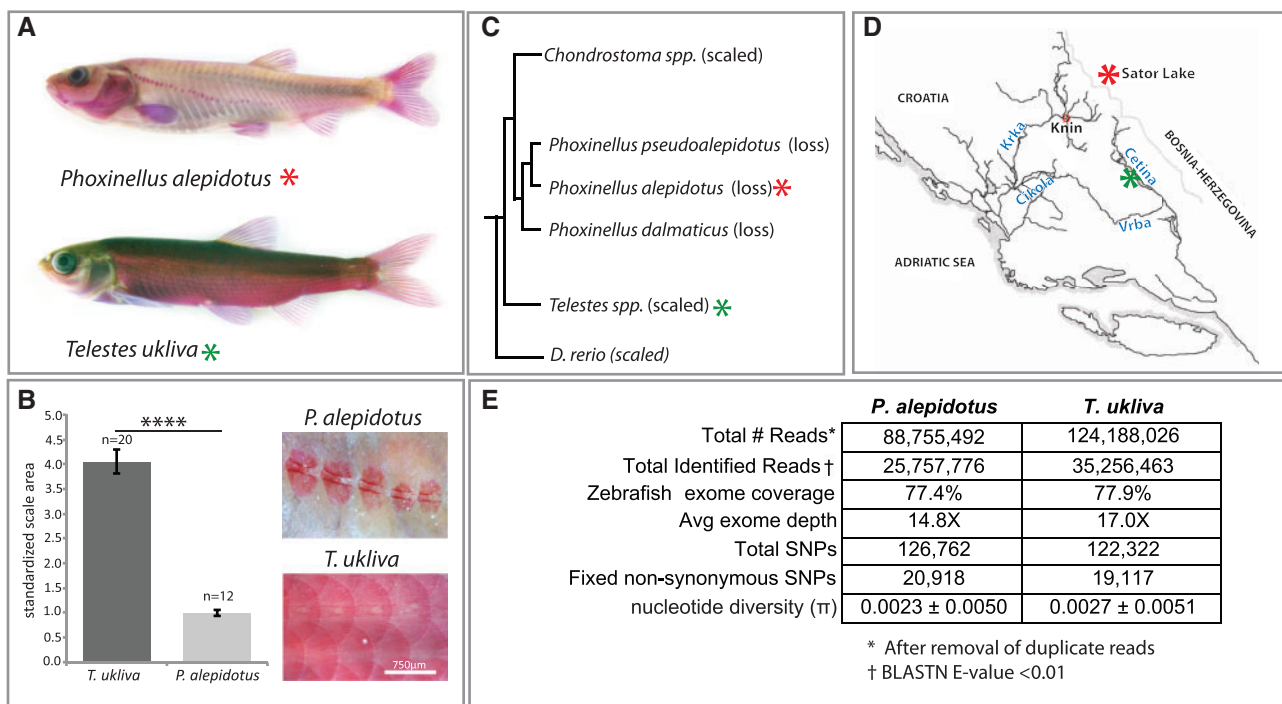 A
Phoxinellus alepidotus *
Telestes ukliva *
B
standardized scale area
5.0
4.5
4.0
3.5
3.0
2.5
2.0
1.5
1.0
0.5
0.0
****
n=20
n=12
T. ukliva
P. alepidotus
P. alepidotus
T. ukliva
750μm
C
Chondrostoma spp. (scaled)
Phoxinellus pseudoalepidotus (loss)
Phoxinellus alepidotus (loss) *
Phoxinellus dalmaticus (loss)
Telestes spp. (scaled) *
D. rerio (scaled)
D
* Sator Lake
CROATIA
Knin
Krka
BOSNIA-HERZEGOVINA
Cetina
*
Čikola
Vrba
ADRIATIC SEA
E
P. alepidotus T. ukliva
Total # Reads* 88,755,492 124,188,026
Total Identified Reads † 25,757,776 35,256,463
Zebrafish exome coverage 77.4% 77.9%
Avg exome depth 14.8X 17.0X
Total SNPs 126,762 122,322
Fixed non-synonymous SNPs 20,918 19,117
nucleotide diversity (π) 0.0023 ± 0.0050 0.0027 ± 0.0051
* After removal of duplicate reads
† BLASTN E-value <0.01